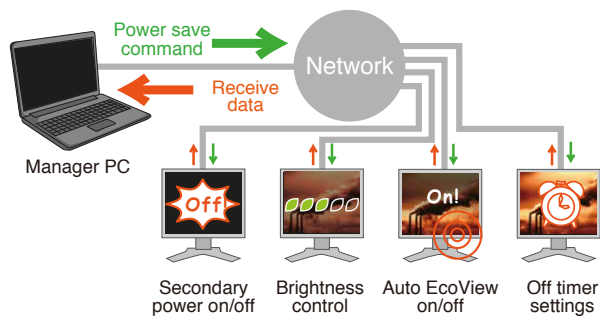 Power save
command
Network
Receive
data
Manager PC
Off
On!
Secondary
power on/off
Brightness
control
Auto EcoView
on/off
Off timer
settings